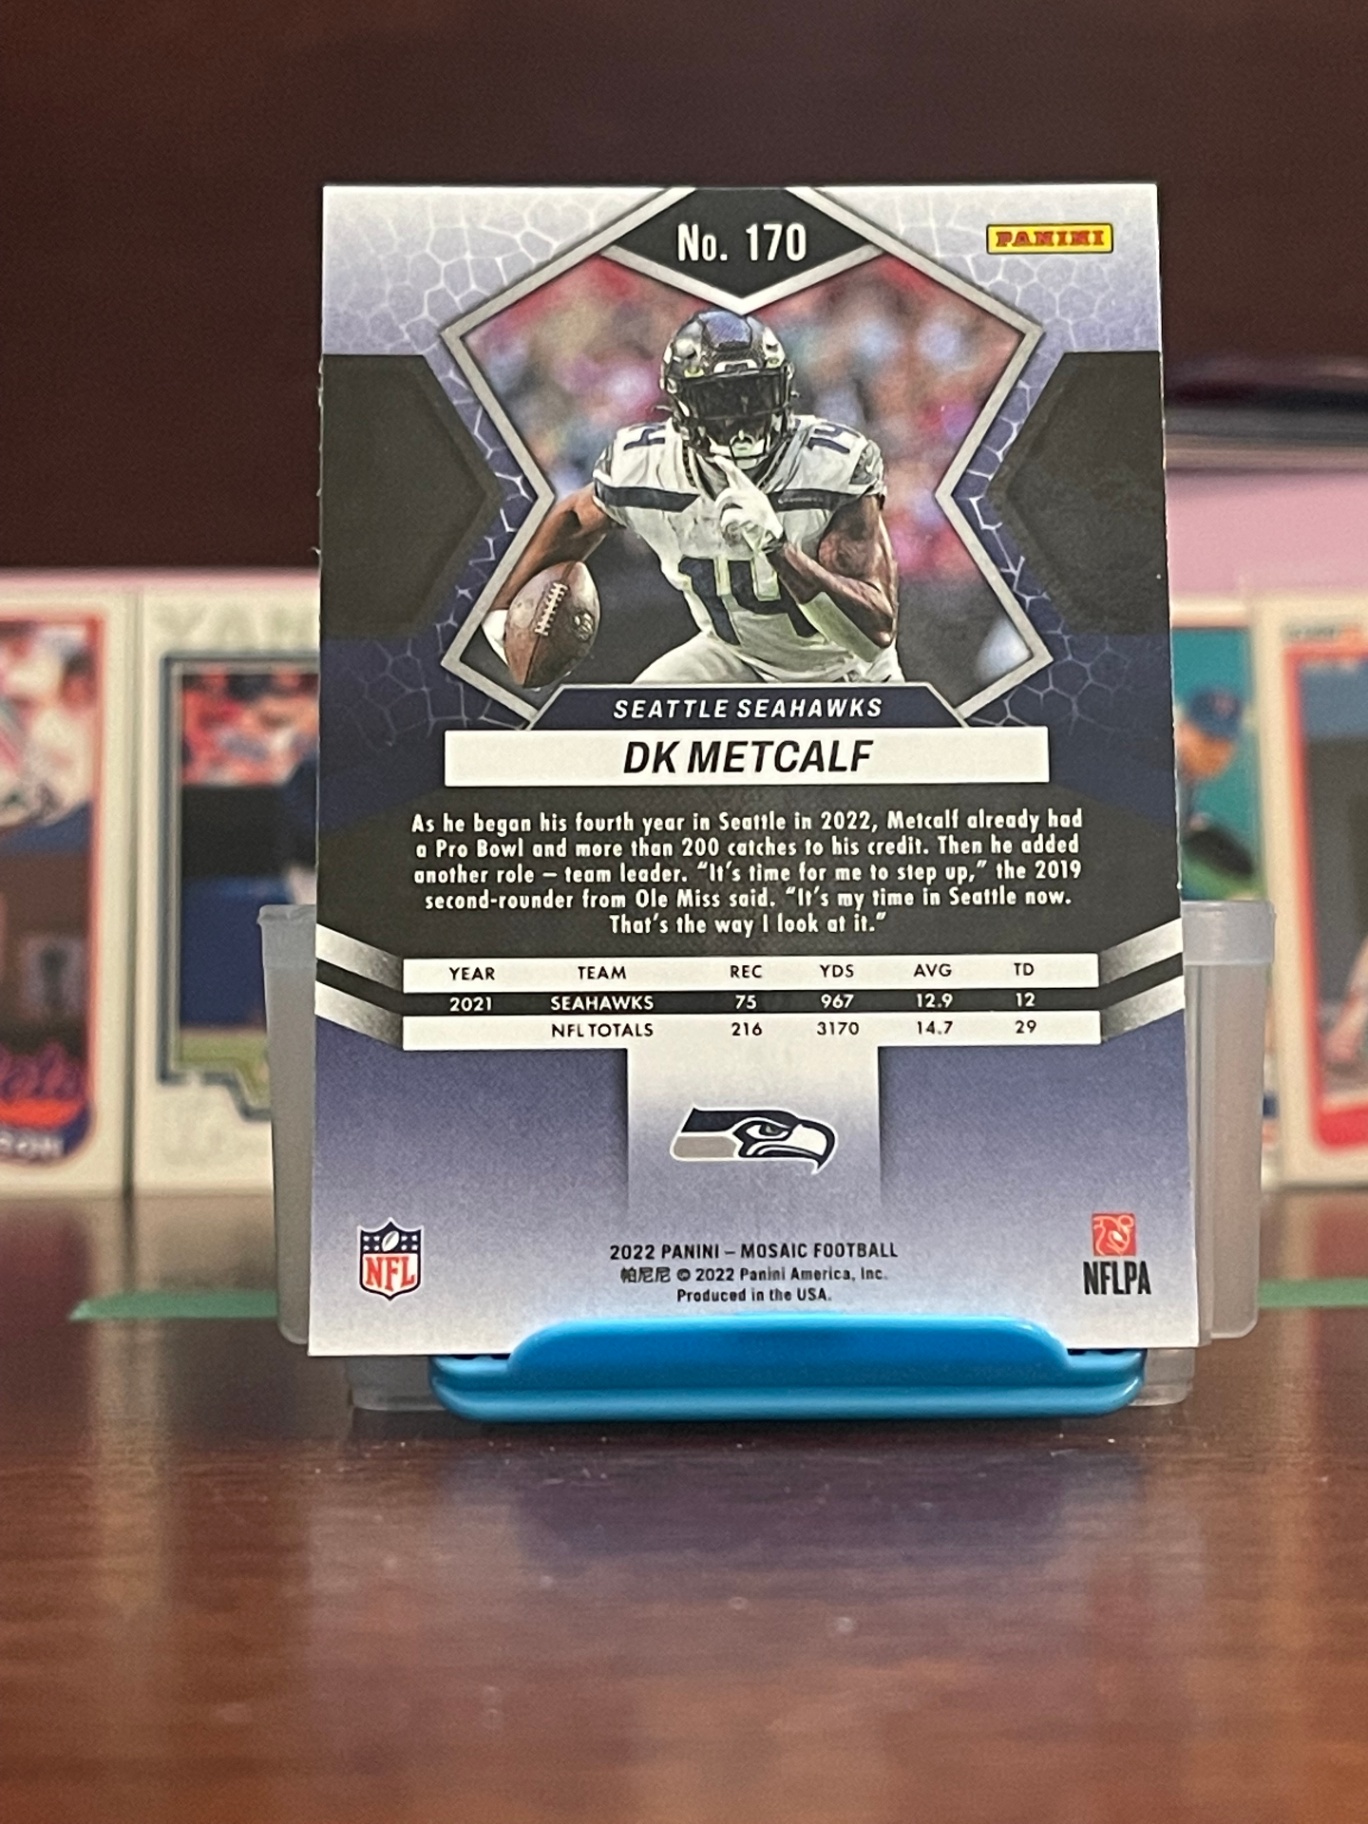 No. 170
PANINI
14
14
SEATTLE SEAHAWKS
DK METCALF
As he began his fourth year in Seattle in 2022, Metcalf already had
a Pro Bowl and more than 200 catches to his credit. Then he added
another role – team leader. “It’s time for me to step up,” the 2019
second-rounder from Ole Miss said. “It’s my time in Seattle now.
That’s the way I look at it.”
YEAR TEAM REC YDS AVG TD
2021 SEAHAWKS 75 967 12.9 12
NFL TOTALS 216 3170 14.7 29
NFL
2022 PANINI – MOSAIC FOOTBALL
帕尼尼 © 2022 Panini America, Inc.
Produced in the USA.
NFLPA